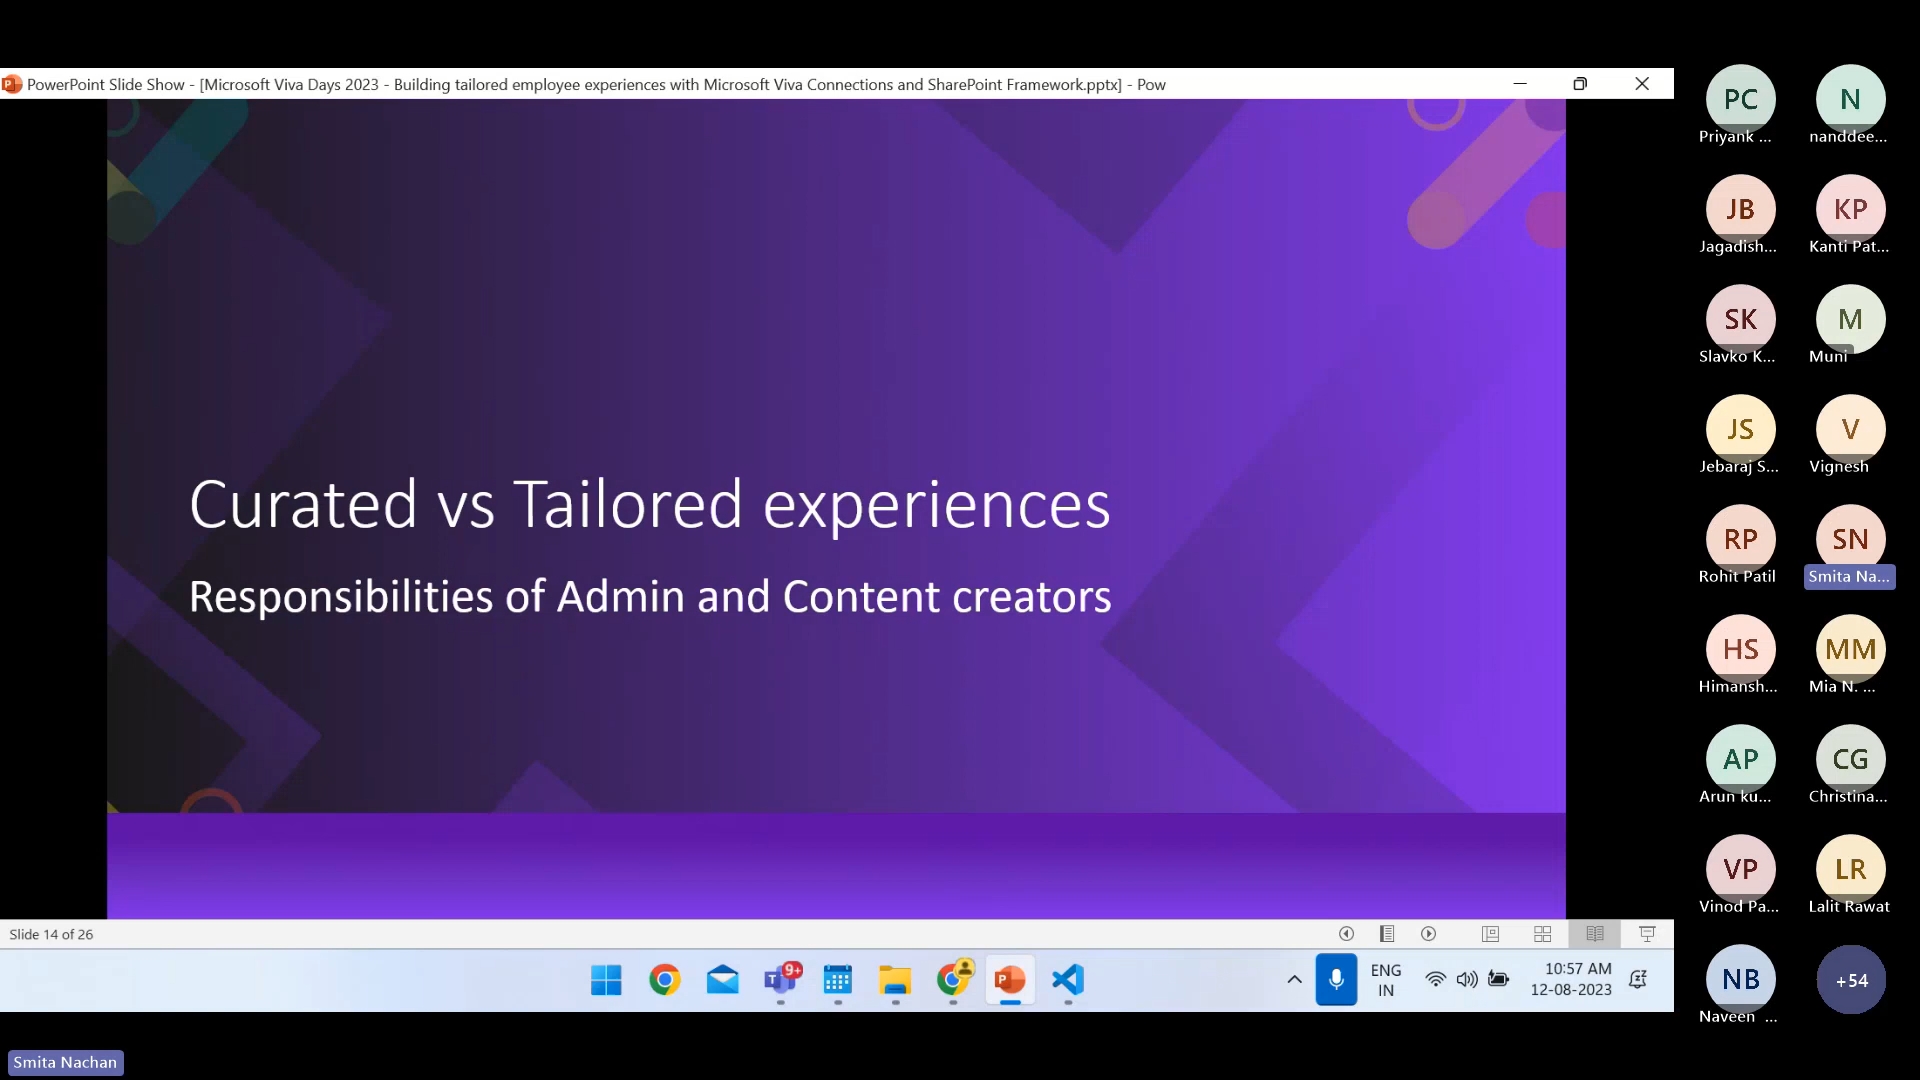 PowerPoint Slide Show - [Microsoft Viva Days 2023 - Building tailored employee experiences with Microsoft Viva Connections and SharePoint Framework.pptx] - Pow
Curated vs Tailored experiences
Responsibilities of Admin and Content creators
Slide 14 of 26
9+
ENG
IN
10:57 AM
12-08-2023
Smita Nachan
PC
Priyank ...
N
nanddee...
JB
Jagadish...
KP
Kanti Pat...
SK
Slavko K...
M
Muni
JS
Jebaraj S...
V
Vignesh
RP
Rohit Patil
SN
Smita Na...
HS
Himansh...
MM
Mia N. ...
AP
Arun ku...
CG
Christina...
VP
Vinod Pa...
LR
Lalit Rawat
NB
Naveen ...
+54